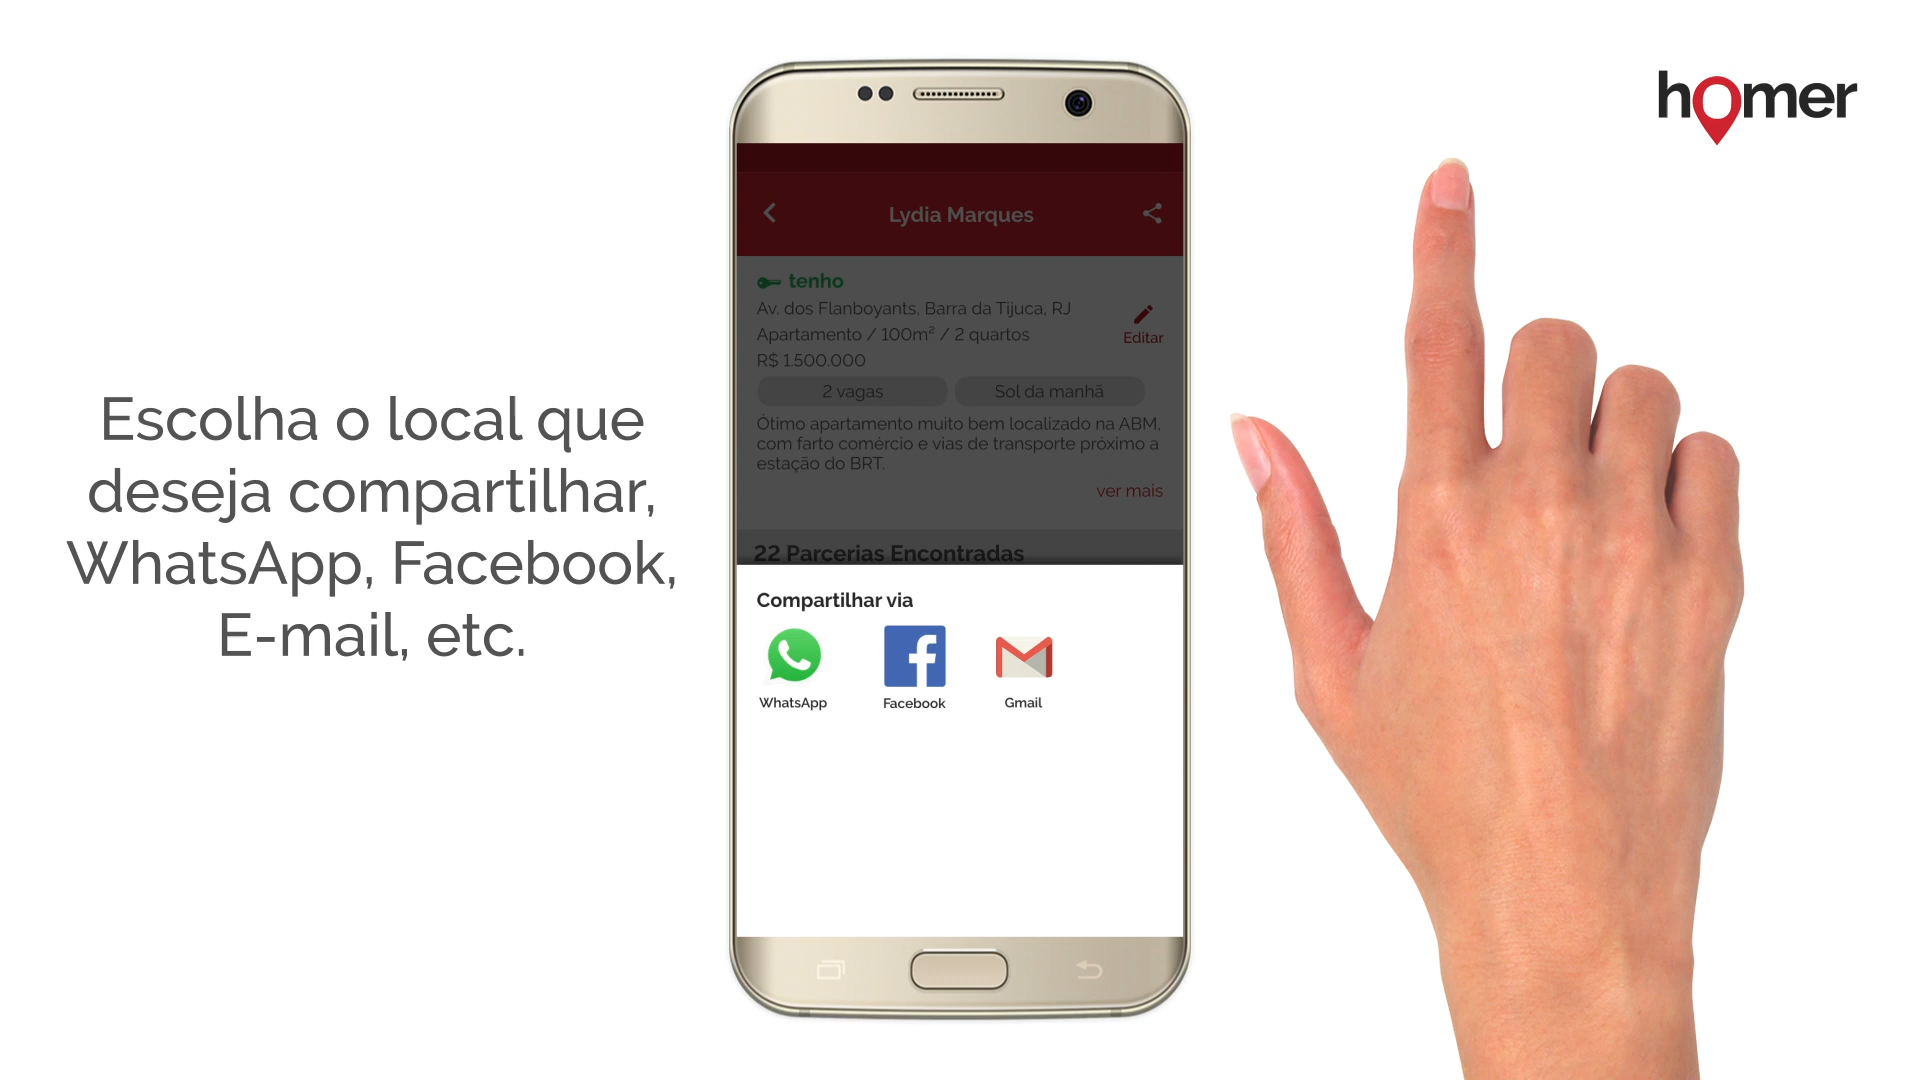 homer
Escolha o local que
deseja compartilhar,
WhatsApp, Facebook,
E-mail, etc.
Lydia Marques
tenho
Av. dos Flanboyants, Barra da Tijuca, RJ
Apartamento / 100m² / 2 quartos
R$ 1.500.000
Editar
2 vagas
Sol da manhã
Ótimo apartamento muito bem localizado na ABM,
com farto comércio e vias de transporte próximo a
estação do BRT.
ver mais
22 Parcerias Encontradas
Compartilhar via
WhatsApp
Facebook
Gmail